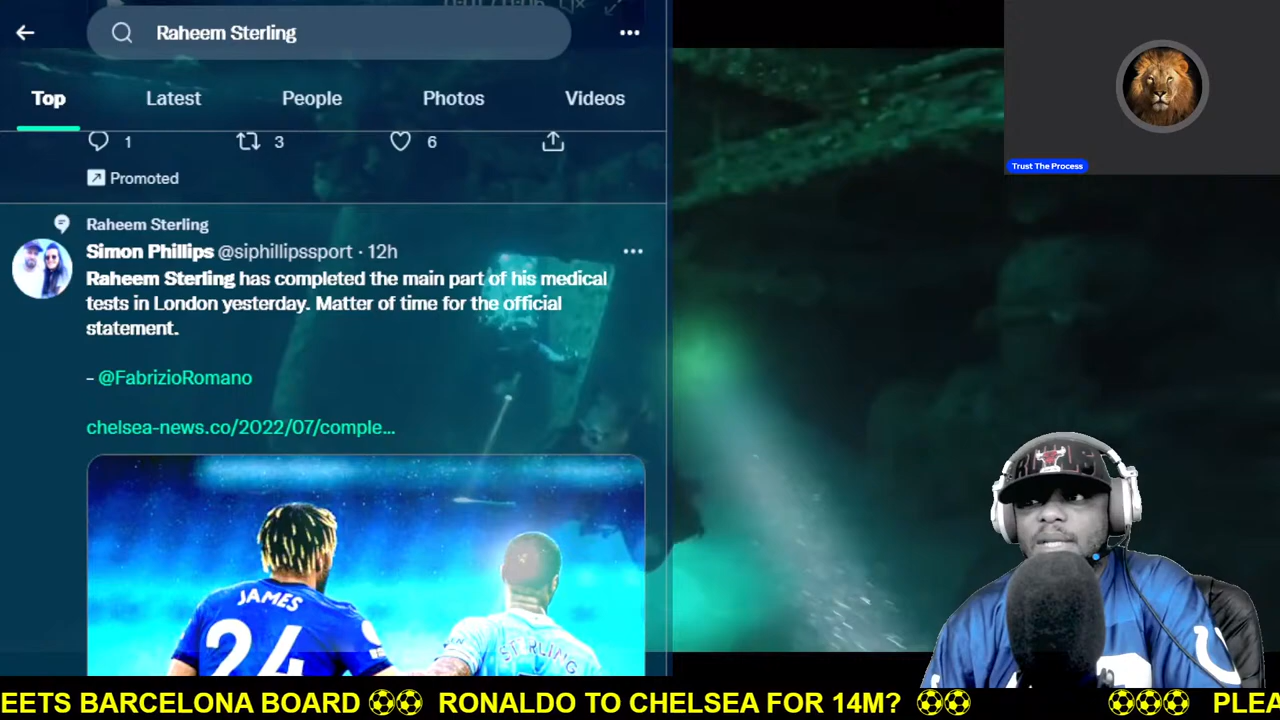 Raheem Sterling
Top
Latest
People
Photos
Videos
1
3
6
Promoted
Raheem Sterling
Simon Phillips @siphillipssport · 12h
Raheem Sterling has completed the main part of his medical
tests in London yesterday. Matter of time for the official
statement.
- @FabrizioRomano
chelsea-news.co/2022/07/comple...
JAMES
24
STERLING
Trust The Process
EETS BARCELONA BOARD ⚽⚽ RONALDO TO CHELSEA FOR 14M? ⚽⚽ ⚽⚽⚽ PLEA